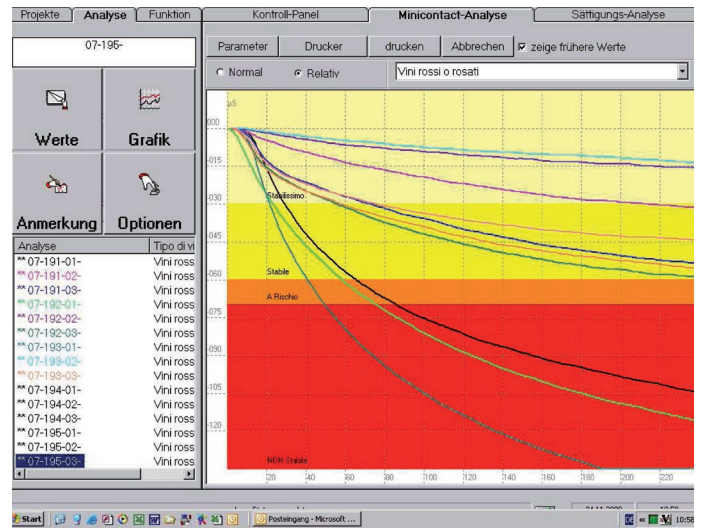 Projekte Analyse Funktion
Kontroll-Panel Minicontact-Analyse Sättigungs-Analyse
07-195-
Parameter Drucker drucken Abbrechen zeige frühere Werte
Normal Relativ Vini rossi o rosati
Werte Grafik
Anmerkung Optionen
Analyse Tipo di vi
** 07-191-01- Vini ross
** 07-191-02- Vini ross
** 07-191-03- Vini ross
** 07-192-01- Vini ross
** 07-192-02- Vini ross
** 07-192-03- Vini ross
** 07-193-01- Vini ross
** 07-193-02- Vini ross
** 07-193-03- Vini ross
** 07-194-01- Vini ross
** 07-194-02- Vini ross
** 07-194-03- Vini ross
** 07-195-01- Vini ross
** 07-195-02- Vini ross
** 07-195-03- Vini ross
µS
000
-015
-030
Stabilissimo
-045
-060
Stabile
A Rischio
-075
-090
-105
-120
NON Stabile
20 40 60 80 100 120 140 160 180 200 220
Start Posteingang - Microsoft ... DE « 10:58